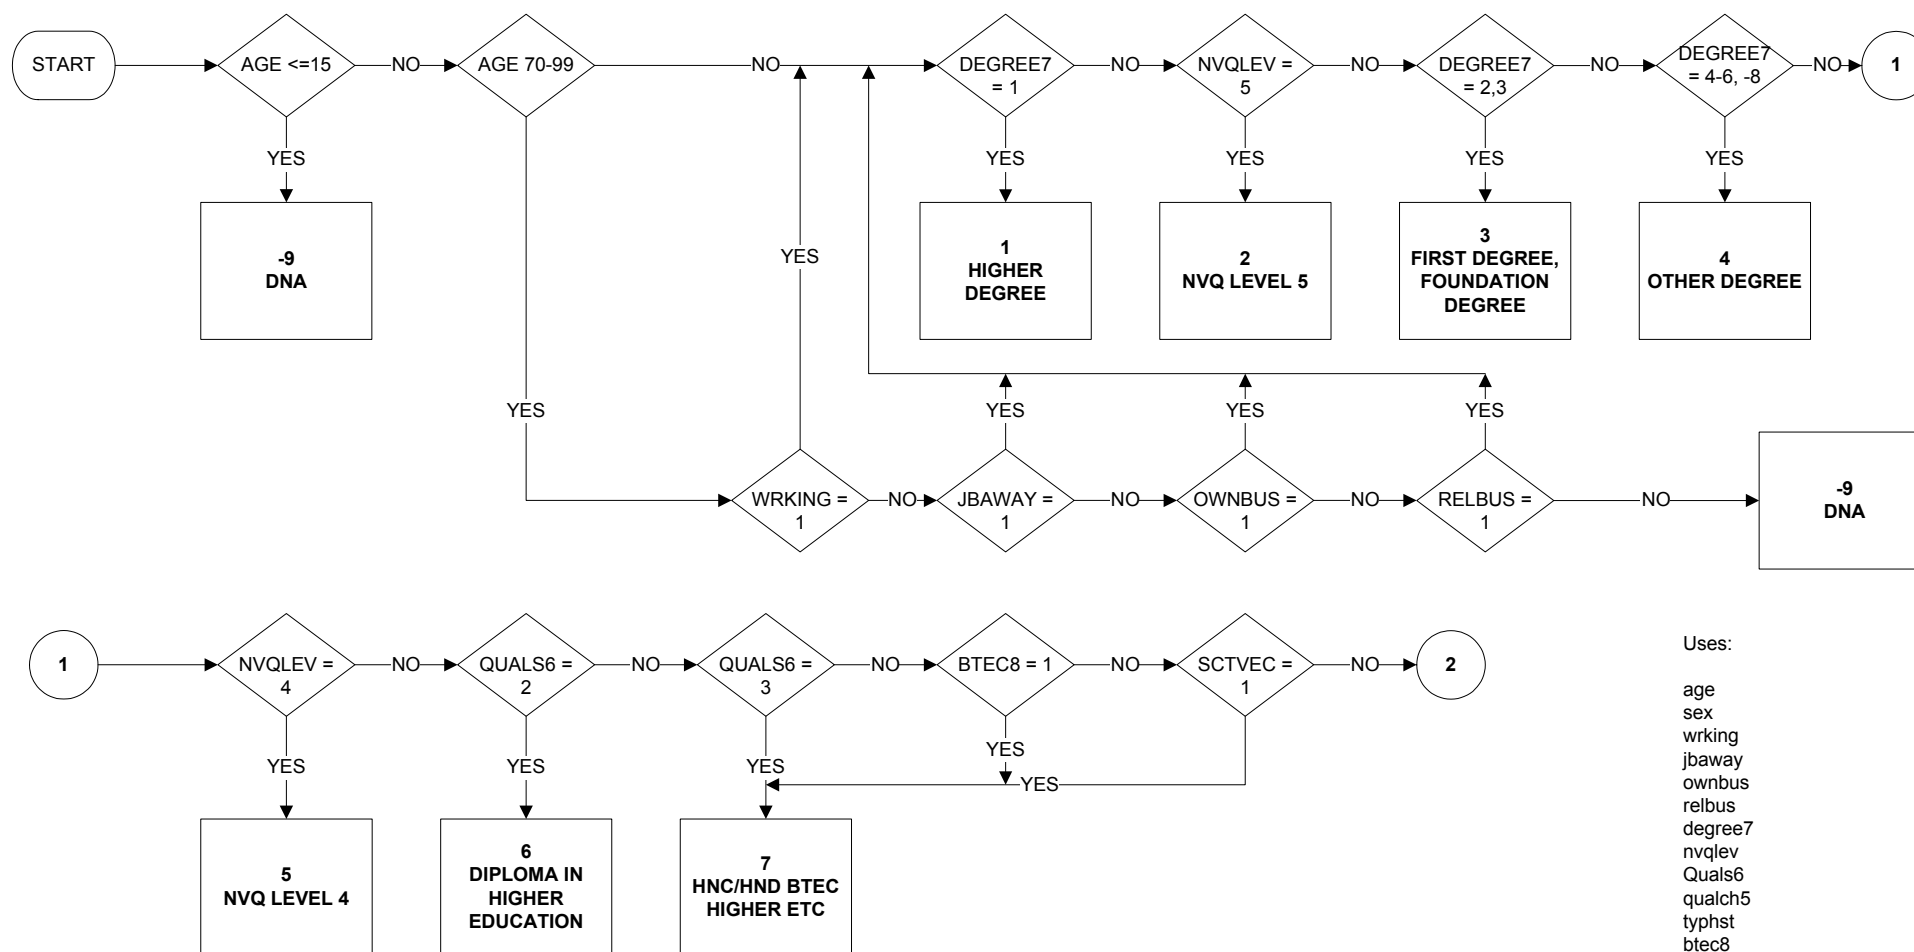 START
AGE <=15
NO
AGE 70-99
NO
DEGREE7
= 1
NO
NVQLEV =
5
NO
DEGREE7
= 2,3
NO
DEGREE7
= 4-6, -8
NO
1
YES
YES
YES
YES
YES
-9
DNA
YES
1
HIGHER
DEGREE
2
NVQ LEVEL 5
3
FIRST DEGREE,
FOUNDATION
DEGREE
4
OTHER DEGREE
YES
YES
YES
YES
WRKING =
1
NO
JBAWAY =
1
NO
OWNBUS =
1
NO
RELBUS =
1
NO
-9
DNA
1
NVQLEV =
4
NO
QUALS6 =
2
NO
QUALS6 =
3
NO
BTEC8 = 1
NO
SCTVEC =
1
NO
2
YES
YES
YES
YES
YES
5
NVQ LEVEL 4
6
DIPLOMA IN
HIGHER
EDUCATION
7
HNC/HND BTEC
HIGHER ETC
Uses:
age
sex
wrking
jbaway
ownbus
relbus
degree7
nvqlev
Quals6
qualch5
typhst
btec8